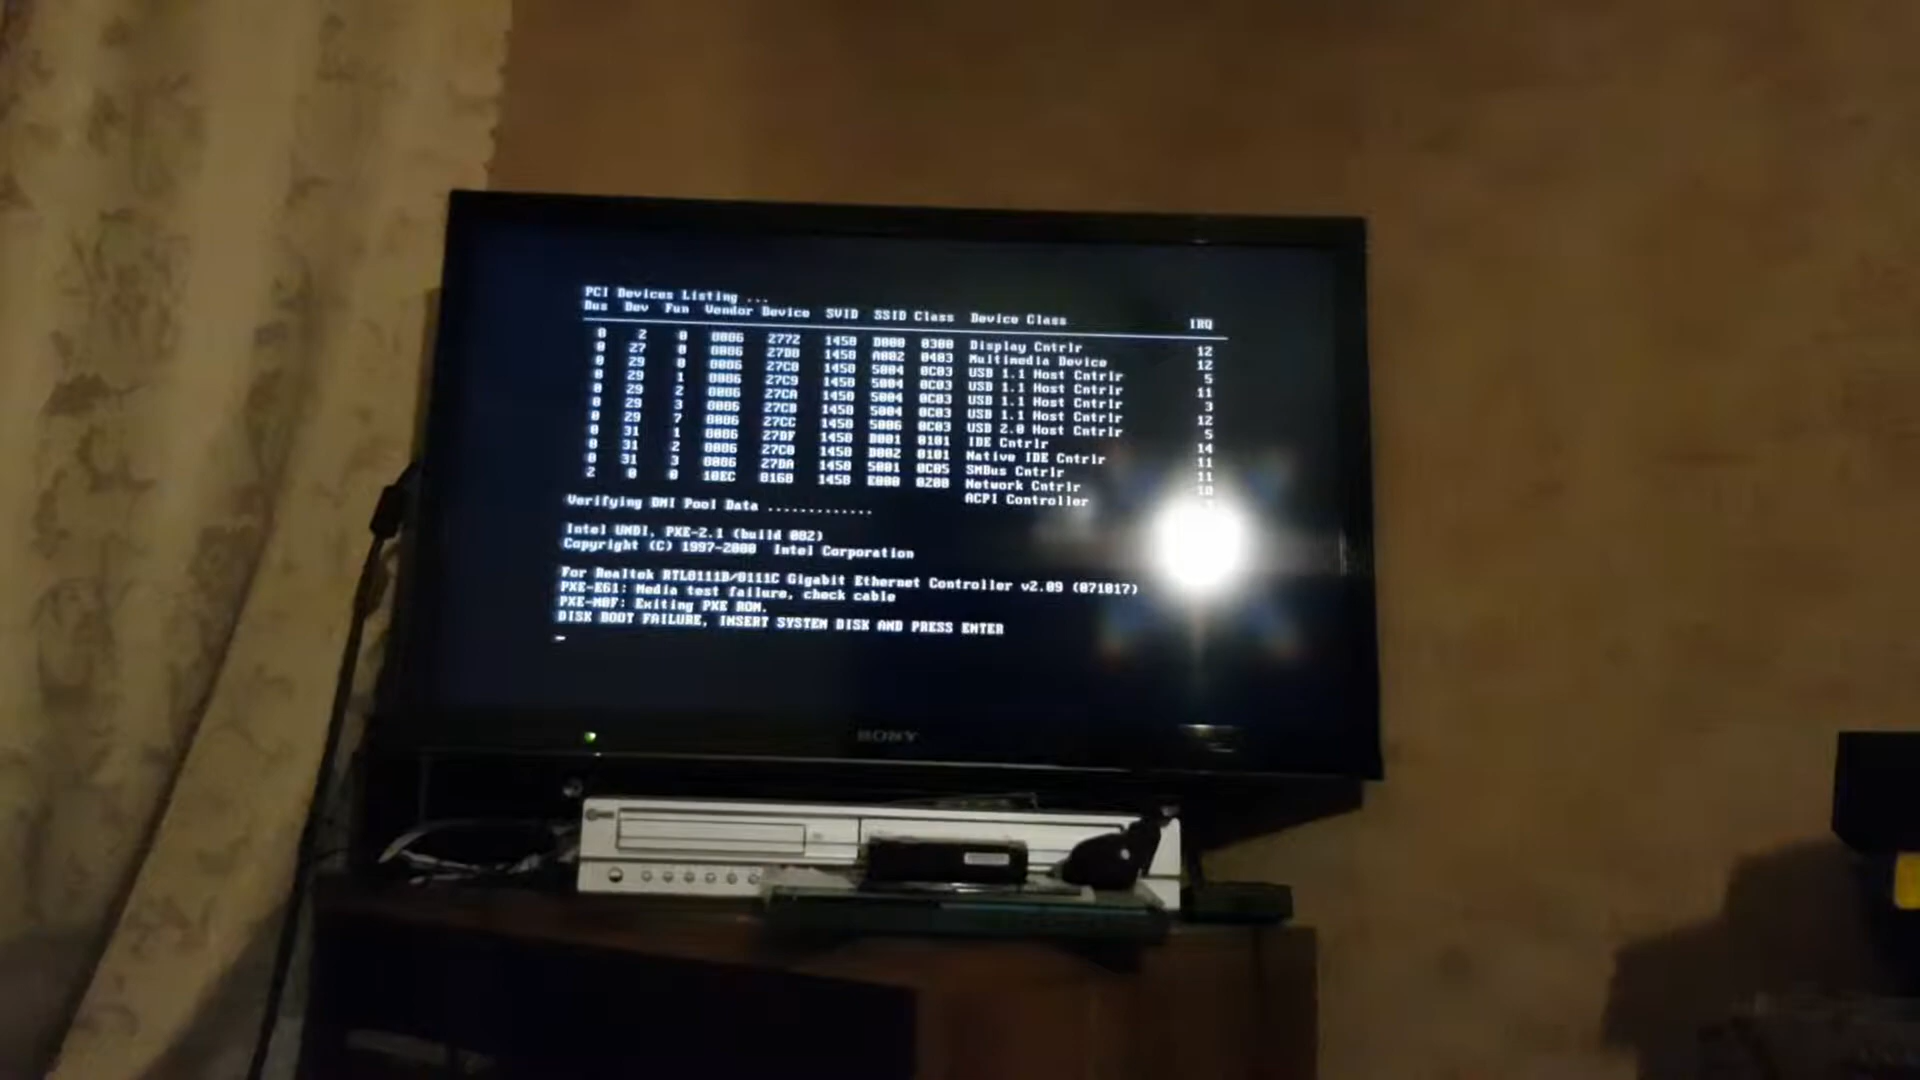 PCI Devices Listing ...
Bus Dev Fun Vendor Device SVID SSID Class Device Class IRQ
0 2 0 8086 2772 1458 D000 0300 Display Cntrlr 12
0 27 0 8086 27D8 1458 A002 0403 Multimedia Device 12
0 29 0 8086 27C8 1458 5004 0C03 USB 1.1 Host Cntrlr 5
0 29 1 8086 27C9 1458 5004 0C03 USB 1.1 Host Cntrlr 11
0 29 2 8086 27CA 1458 5004 0C03 USB 1.1 Host Cntrlr 3
0 29 3 8086 27CB 1458 5004 0C03 USB 1.1 Host Cntrlr 12
0 29 7 8086 27CC 1458 5006 0C03 USB 2.0 Host Cntrlr 5
0 31 1 8086 27DF 1458 B001 0101 IDE Cntrlr 14
0 31 2 8086 27C0 1458 B002 0101 Native IDE Cntrlr 11
0 31 3 8086 27DA 1458 5001 0C05 SMBus Cntrlr 11
2 0 0 10EC 8168 1458 E000 0200 Network Cntrlr 10
ACPI Controller
Verifying DMI Pool Data .............
Intel UNDI, PXE-2.1 (build 082)
Copyright (C) 1997-2000 Intel Corporation
For Realtek RTL8111B/8111C Gigabit Ethernet Controller v2.09 (071017)
PXE-E61: Media test failure, check cable
PXE-M0F: Exiting PXE ROM.
DISK BOOT FAILURE, INSERT SYSTEM DISK AND PRESS ENTER
SONY